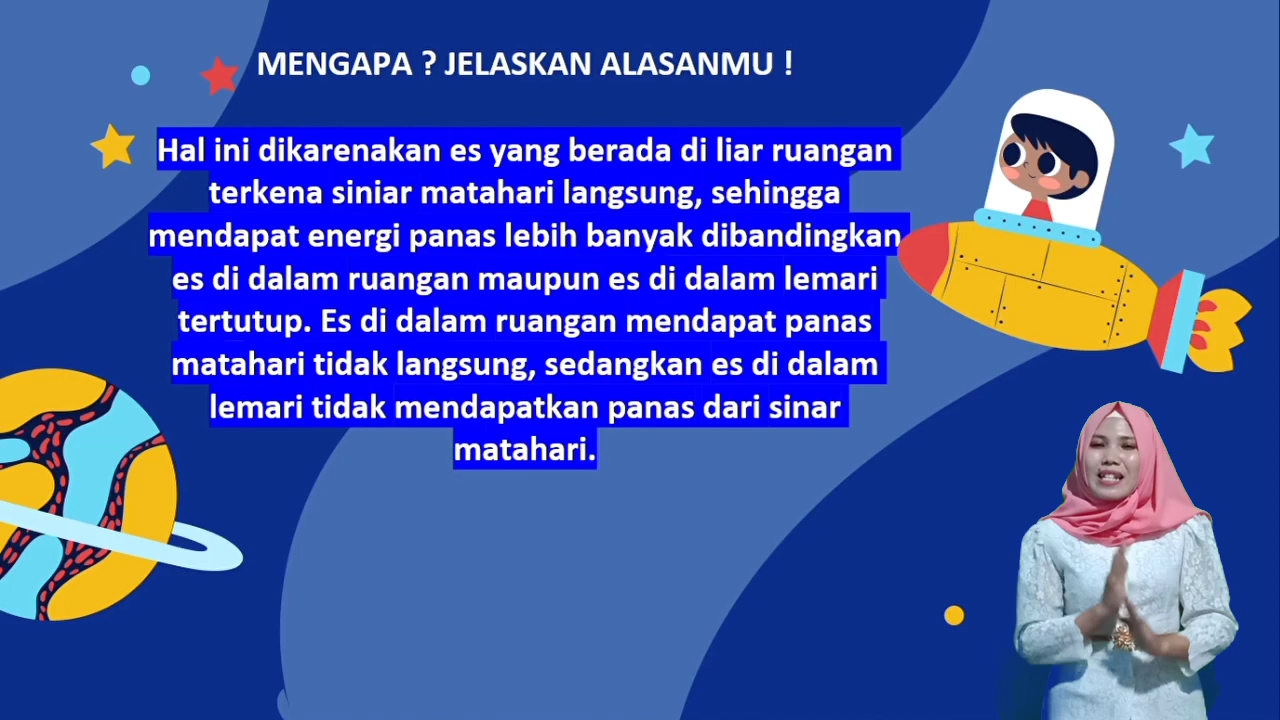 MENGAPA ? JELASKAN ALASANMU !
Hal ini dikarenakan es yang berada di liar ruangan
terkena siniar matahari langsung, sehingga
mendapat energi panas lebih banyak dibandingkan
es di dalam ruangan maupun es di dalam lemari
tertutup. Es di dalam ruangan mendapat panas
matahari tidak langsung, sedangkan es di dalam
lemari tidak mendapatkan panas dari sinar
matahari.